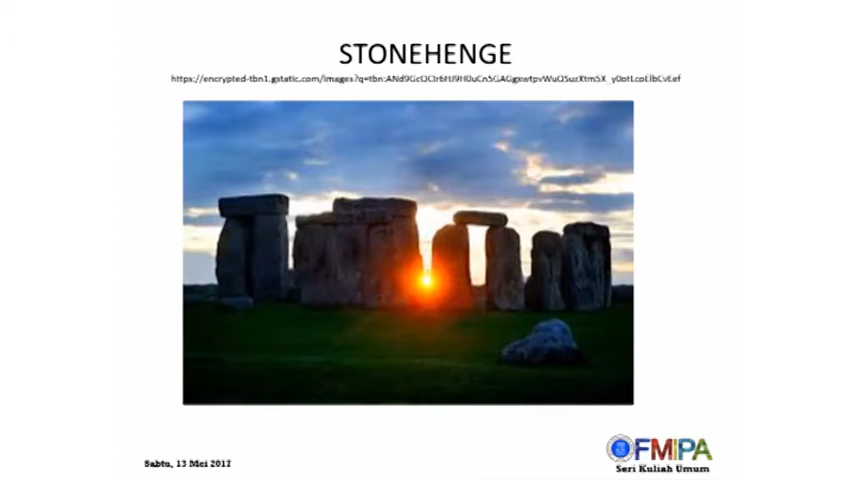 STONEHENGE
Sabtu, 13 Mei 2017
FMIPA
Seri Kuliah Umum